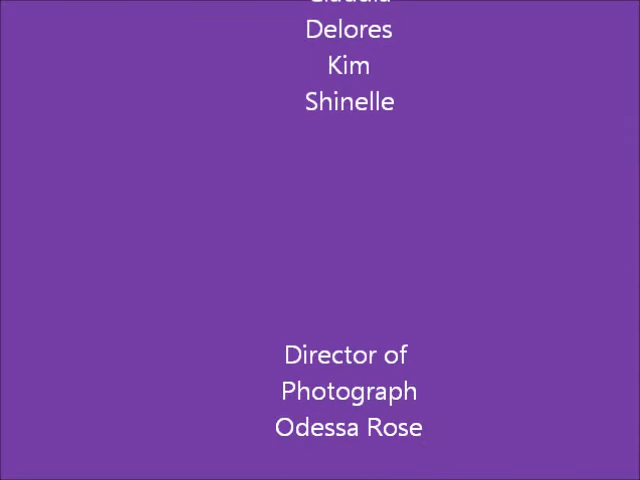 Delores
Kim
Shinelle
Director of
Photograph
Odessa Rose